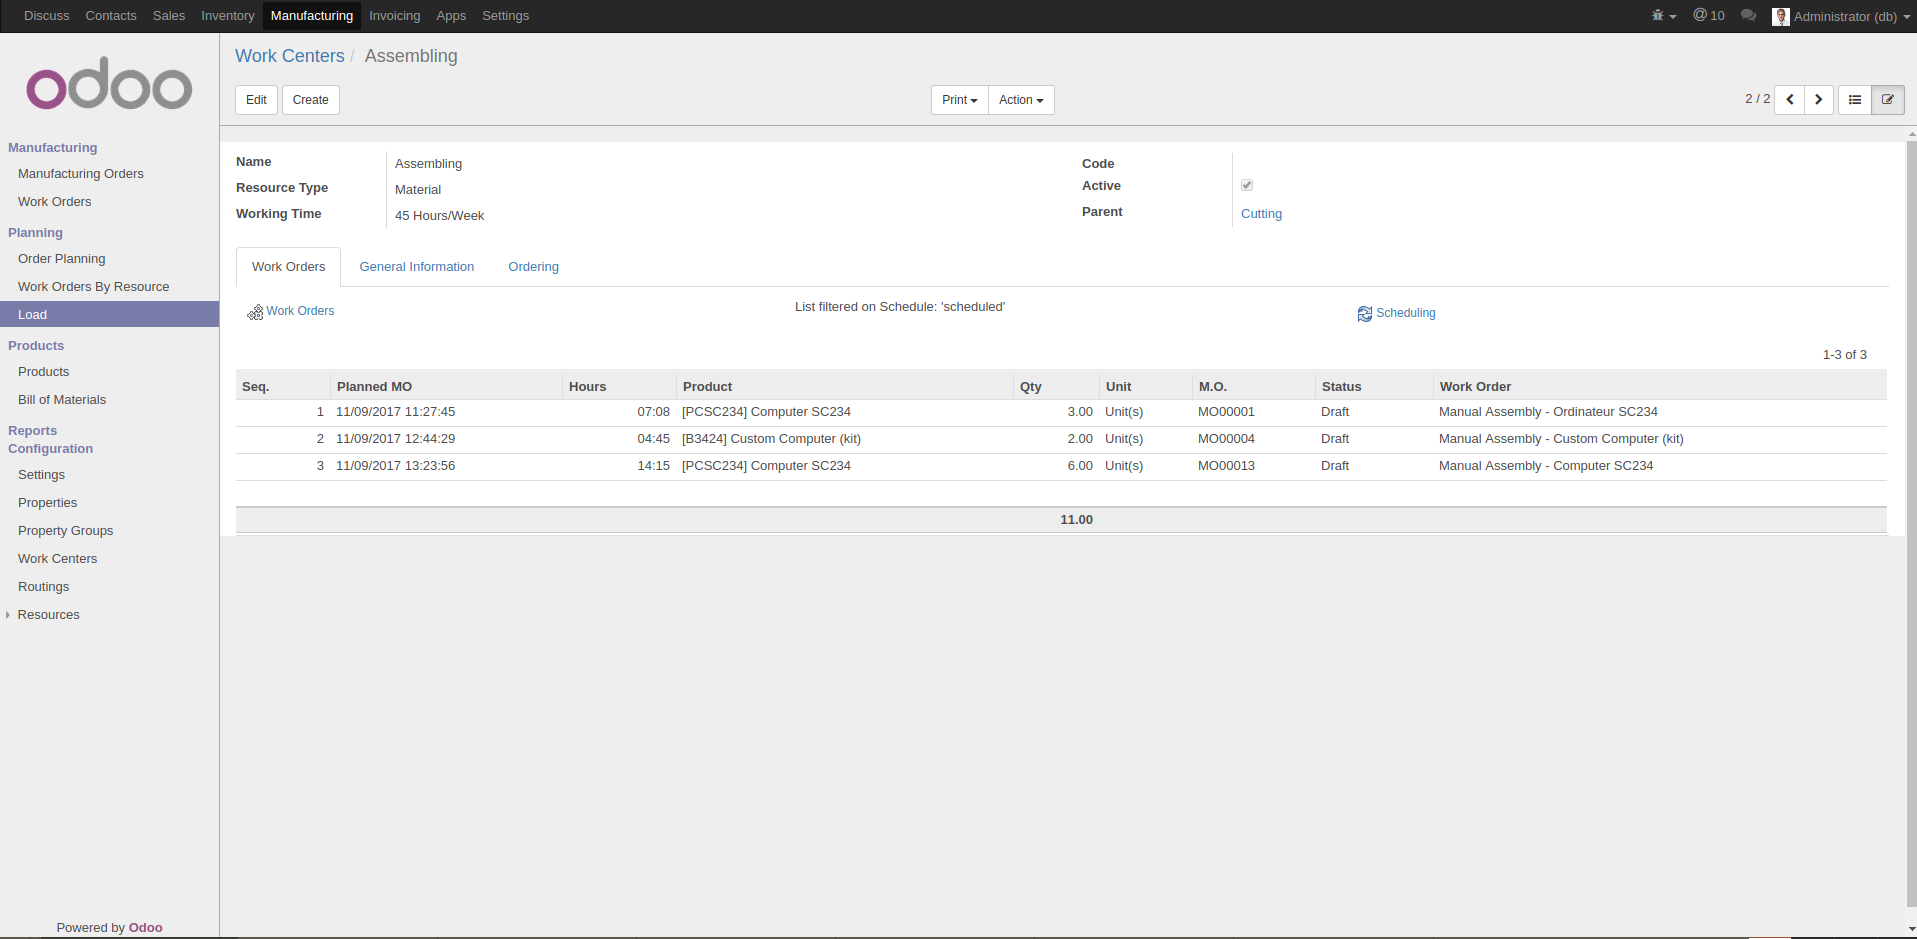 Discuss Contacts Sales Inventory Manufacturing Invoicing Apps Settings @ 10 Administrator (db)
odoo
Manufacturing
Manufacturing Orders
Work Orders
Planning
Order Planning
Work Orders By Resource
Load
Products
Products
Bill of Materials
Reports
Configuration
Settings
Properties
Property Groups
Work Centers
Routings
Resources
Powered by Odoo
Work Centers / Assembling
Edit Create Print Action 2 / 2
Name Assembling
Resource Type Material
Working Time 45 Hours/Week
Code
Active
Parent Cutting
Work Orders General Information Ordering
Work Orders List filtered on Schedule: 'scheduled' Scheduling
1-3 of 3
Seq. Planned MO Hours Product Qty Unit M.O. Status Work Order
1 11/09/2017 11:27:45 07:08 [PCSC234] Computer SC234 3.00 Unit(s) MO00001 Draft Manual Assembly - Ordinateur SC234
2 11/09/2017 12:44:29 04:45 [B3424] Custom Computer (kit) 2.00 Unit(s) MO00004 Draft Manual Assembly - Custom Computer (kit)
3 11/09/2017 13:23:56 14:15 [PCSC234] Computer SC234 6.00 Unit(s) MO00013 Draft Manual Assembly - Computer SC234
11.00